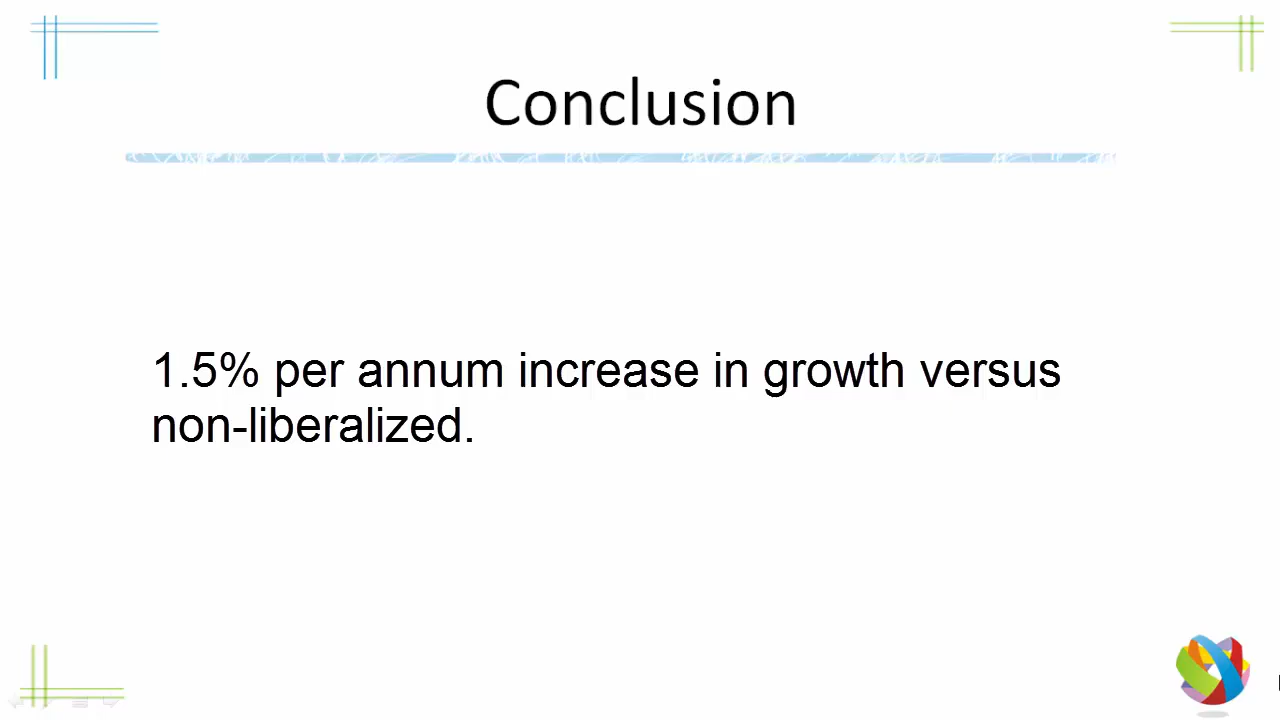 Conclusion
1.5% per annum increase in growth versus
non-liberalized.